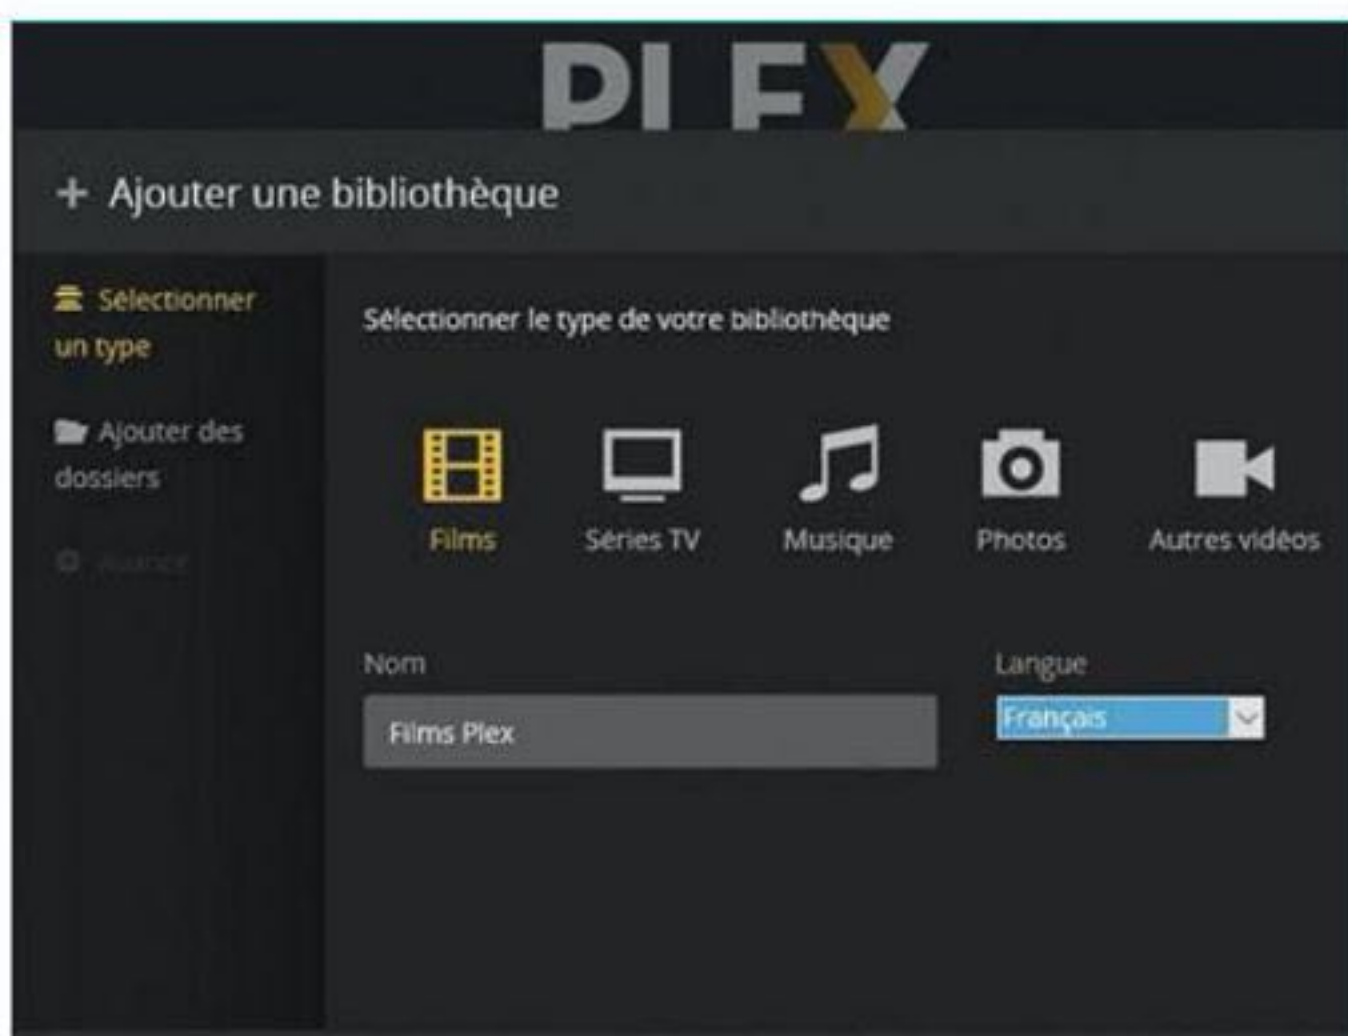 PLEX
+ Ajouter une bibliothèque
Sélectionner
un type
Ajouter des
dossiers
Avancé
Sélectionner le type de votre bibliothèque
Films
Séries TV
Musique
Photos
Autres vidéos
Nom
Langue
Films Plex
Français